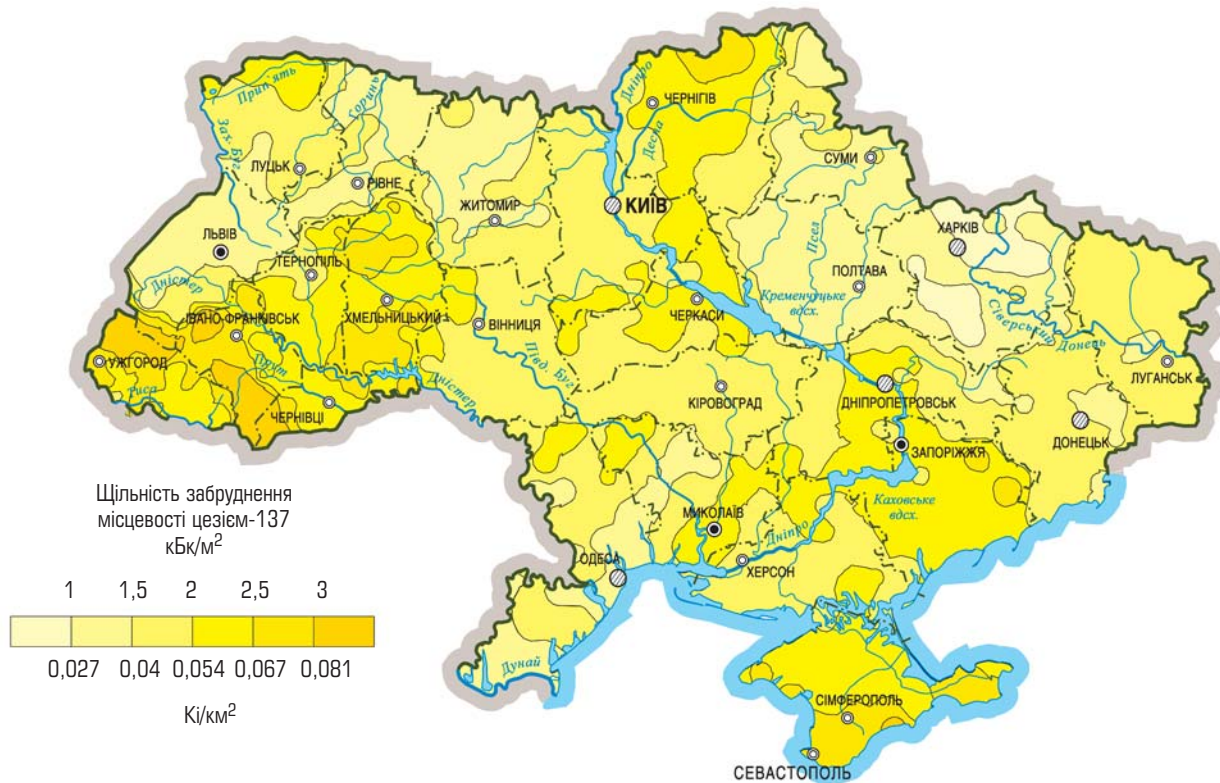 Прип'ять
Горинь
Зах. Буг
ЛУЦЬК
РІВНЕ
ЖИТОМИР
КИЇВ
Дніпро
ЧЕРНІГІВ
Десна
СУМИ
ЛЬВІВ
ТЕРНОПІЛЬ
Дністер
ІВАНО-ФРАНКІВСЬК
ХМЕЛЬНИЦЬКИЙ
ВІННИЦЯ
УЖГОРОД
Прут
Тиса
ЧЕРНІВЦІ
Дністер
Півд. Буг
ЧЕРКАСИ
Кременчуцьке
вдсх.
Псел
ПОЛТАВА
ХАРКІВ
Сіверський Донець
ЛУГАНСЬК
КІРОВОГРАД
ДНІПРОПЕТРОВСЬК
ДОНЕЦЬК
ЗАПОРІЖЖЯ
Каховське
вдсх.
МИКОЛАЇВ
Дніпро
ОДЕСА
ХЕРСОН
Дунай
СІМФЕРОПОЛЬ
СЕВАСТОПОЛЬ
Щільність забруднення
місцевості цезієм-137
кБк/м²
1 1,5 2 2,5 3
0,027 0,04 0,054 0,067 0,081
Кі/км²